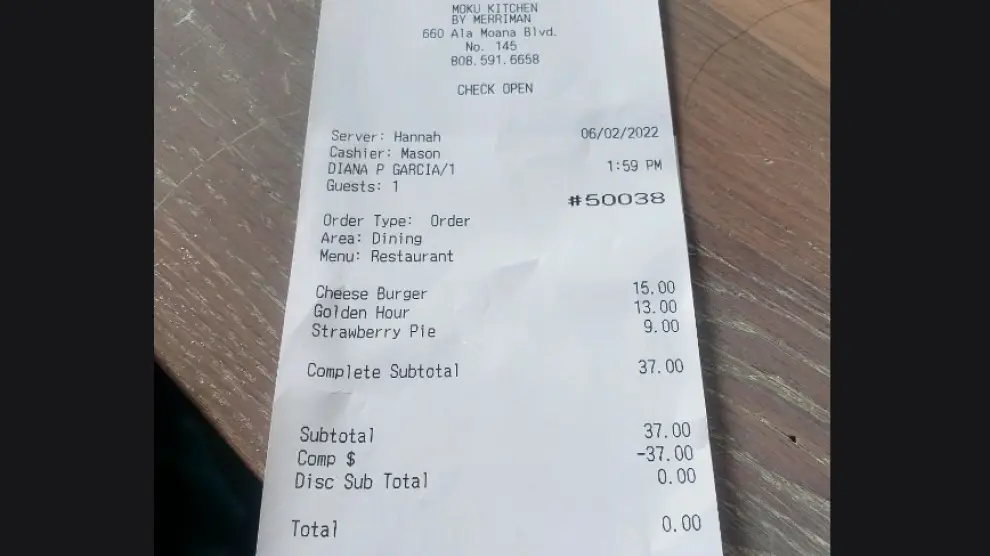 MOKU KITCHEN
BY MERRIMAN
660 Ala Moana Blvd.
No. 145
808.591.6658
CHECK OPEN
Server: Hannah 06/02/2022
Cashier: Mason
DIANA P GARCIA/1 1:59 PM
Guests: 1
#50038
Order Type: Order
Area: Dining
Menu: Restaurant
Cheese Burger 15.00
Golden Hour 13.00
Strawberry Pie 9.00
Complete Subtotal 37.00
Subtotal 37.00
Comp $ -37.00
Disc Sub Total 0.00
Total 0.00